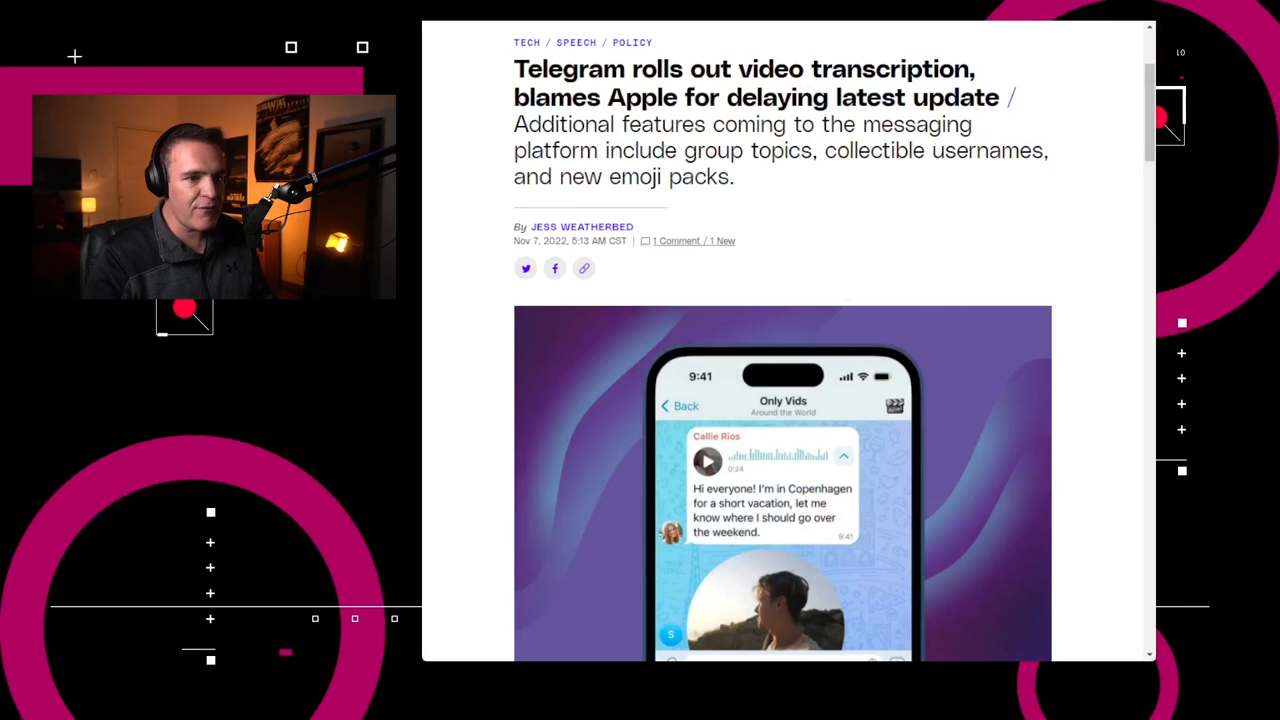 TECH / SPEECH / POLICY
Telegram rolls out video transcription,
blames Apple for delaying latest update /
Additional features coming to the messaging
platform include group topics, collectible usernames,
and new emoji packs.
By JESS WEATHERBED
Nov 7, 2022, 5:13 AM CST | 1 Comment / 1 New
9:41
Back
Only Vids
Around the World
Callie Rios
0:24
Hi everyone! I'm in Copenhagen
for a short vacation, let me
know where I should go over
the weekend.
9:41
S